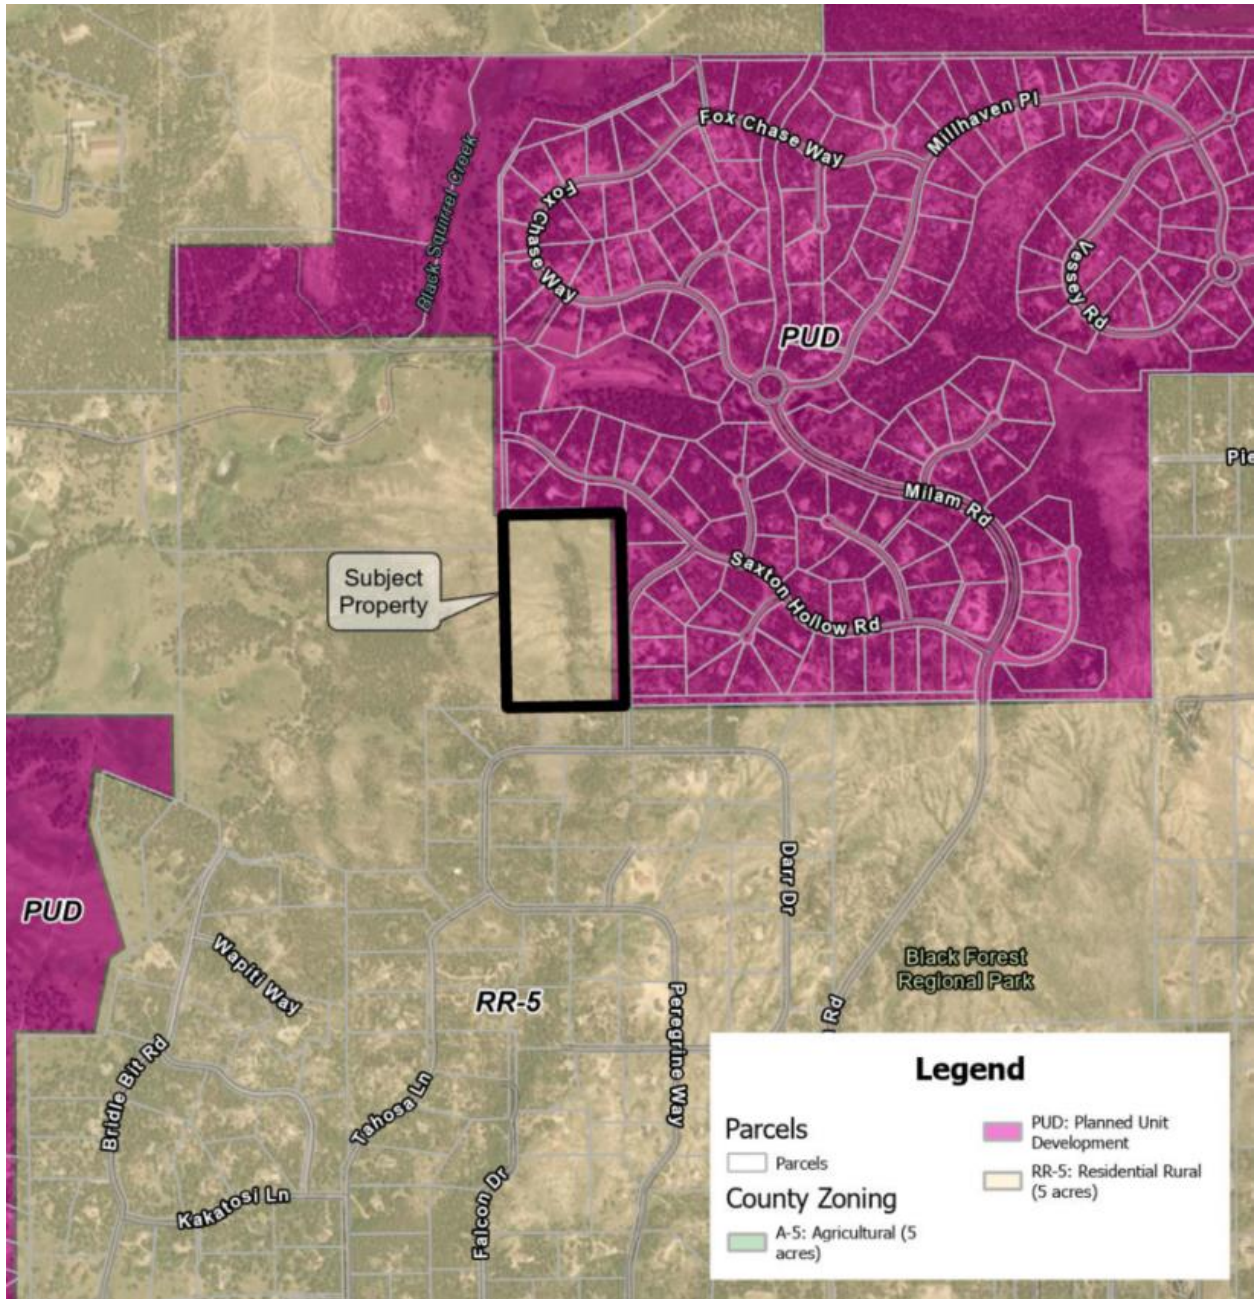 Fox Chase Way
Millhaven Pl
Black Squirrel Creek
Fox Chase Way
Vessey Rd
PUD
Pie
Milam Rd
Saxton Hollow Rd
Subject
Property
Darr Dr
PUD
Wapiti Way
RR-5
Black Forest
Regional Park
Peregrine Way
Rd
Bridle Bit Rd
Tahosa Ln
Kakatosi Ln
Falcon Dr
Legend
Parcels
Parcels
County Zoning
A-5: Agricultural (5
acres)
PUD: Planned Unit
Development
RR-5: Residential Rural
(5 acres)